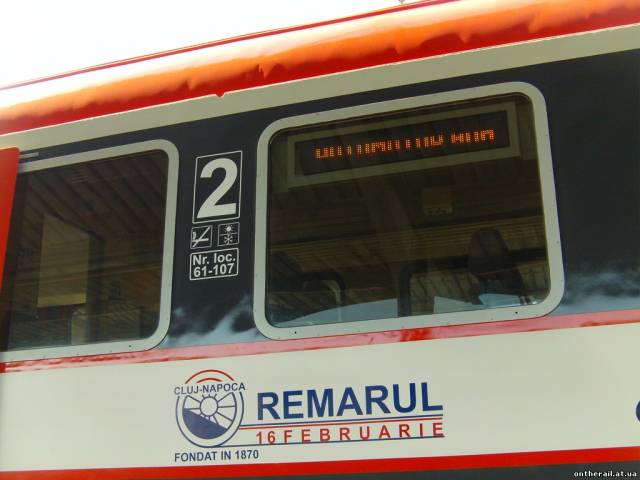 2
Nr. loc.
61-107
CLUJ-NAPOCA
REMARUL
16 FEBRUARIE
FONDAT IN 1870
ontherail.at.ua